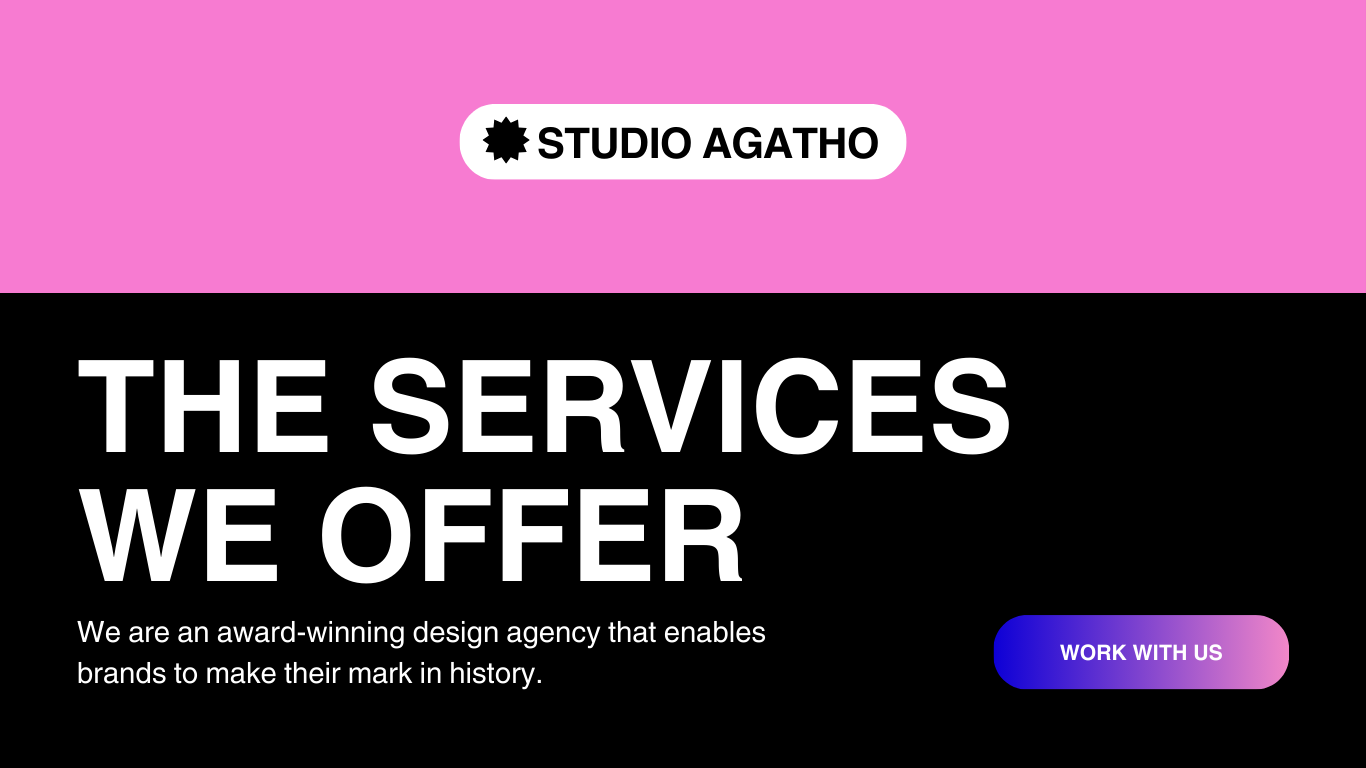 STUDIO AGATHO
THE SERVICES
WE OFFER
We are an award-winning design agency that enables
brands to make their mark in history.
WORK WITH US